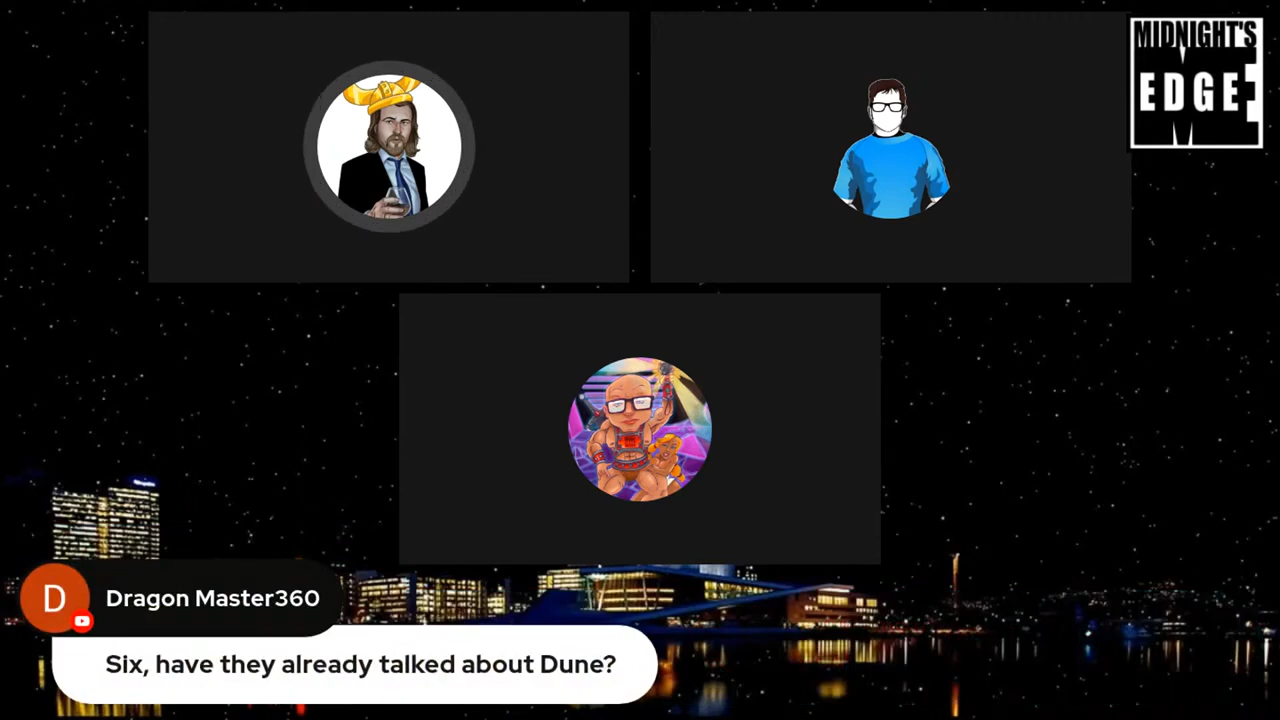 MIDNIGHT'S
EDGE
D
Dragon Master360
Six, have they already talked about Dune?